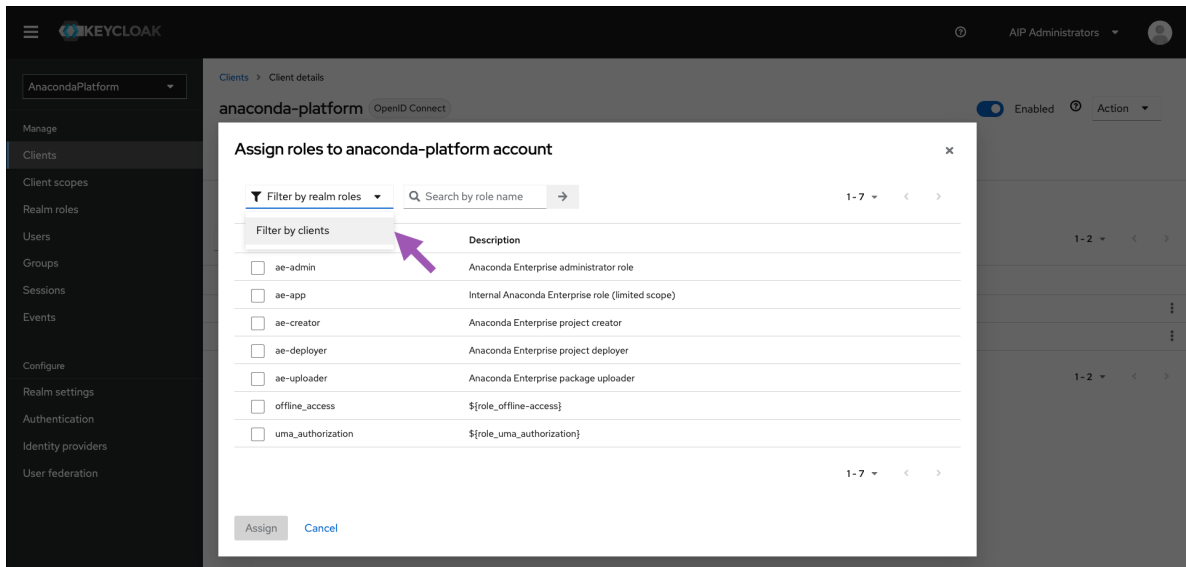 KEYCLOAK
AIP Administrators
AnacondaPlatform
Manage
Clients
Client scopes
Realm roles
Users
Groups
Sessions
Events
Configure
Realm settings
Authentication
Identity providers
User federation
Clients > Client details
anaconda-platform OpenID Connect
Enabled Action
1 - 2
1 - 2
Assign roles to anaconda-platform account
Filter by realm roles Search by role name 1 - 7
Filter by clients
Description
ae-admin Anaconda Enterprise administrator role
ae-app Internal Anaconda Enterprise role (limited scope)
ae-creator Anaconda Enterprise project creator
ae-deployer Anaconda Enterprise project deployer
ae-uploader Anaconda Enterprise package uploader
offline_access ${role_offline-access}
uma_authorization ${role_uma_authorization}
1 - 7
Assign Cancel